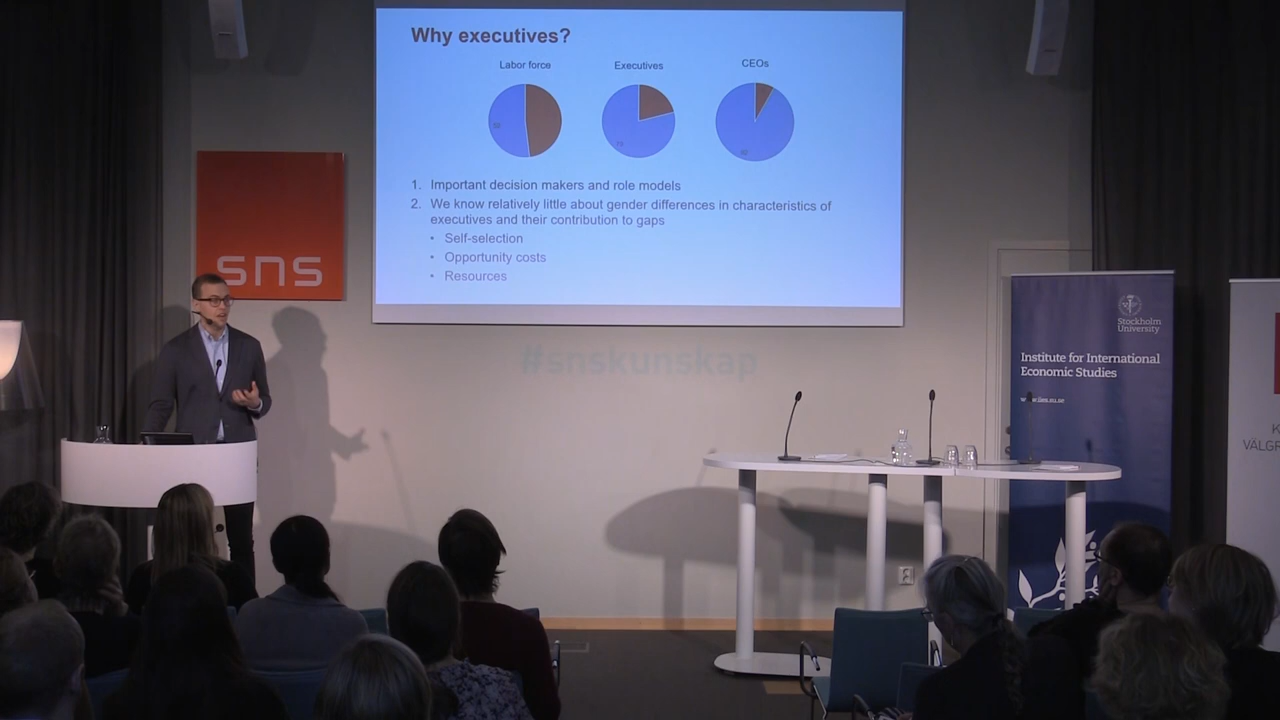 Why executives?
Labor force
Executives
CEOs
1. Important decision makers and role models
2. We know relatively little about gender differences in characteristics of
executives and their contribution to gaps
• Self-selection
• Opportunity costs
• Resources
sns
#snskunskap
Stockholm
University
Institute for International
Economic Studies